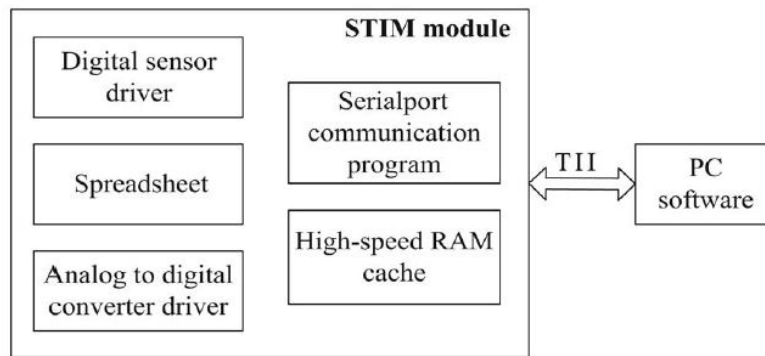 STIM module
Digital sensor
driver
Spreadsheet
Analog to digital
converter driver
Serialport
communication
program
High-speed RAM
cache
TII
PC
software